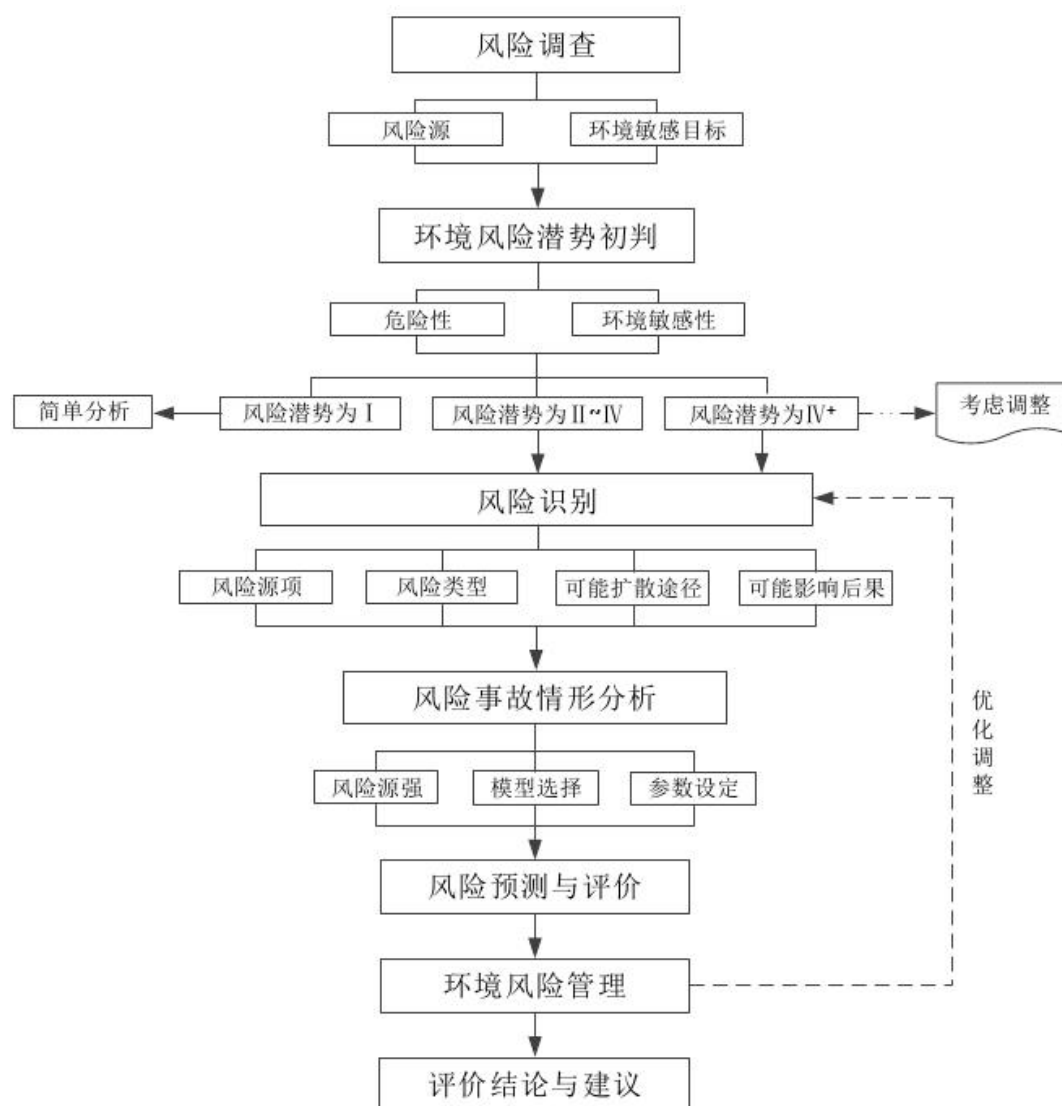 风险调查
风险源
环境敏感目标
环境风险潜势初判
危险性
环境敏感性
简单分析
风险潜势为Ⅰ
风险潜势为Ⅱ~Ⅳ
风险潜势为Ⅳ⁺
考虑调整
风险识别
风险源项
风险类型
可能扩散途径
可能影响后果
风险事故情形分析
优化调整
风险源强
模型选择
参数设定
风险预测与评价
环境风险管理
评价结论与建议